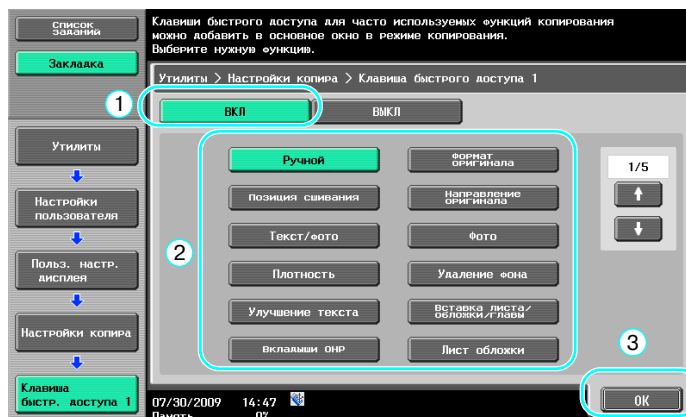 Список
заданий
Закладка
Утилиты
Настройки
пользователя
Польз. настр.
дисплея
Настройки копира
Клавиша
быстр. доступа 1
Клавиши быстрого доступа для часто используемых функций копирования
можно добавить в основное окно в режиме копирования.
Выберите нужную функцию.
Утилиты > Настройки копира > Клавиша быстрого доступа 1
1
ВКЛ
ВЫКЛ
2
Ручной
Формат
оригинала
Позиция сшивания
Направление
оригинала
Текст/фото
Фото
Плотность
Удаление фона
Улучшение текста
Вставка листа/
обложки/главы
Вкладыши OHP
Лист обложки
1/5
3
OK
07/30/2009 14:47
Память 0%